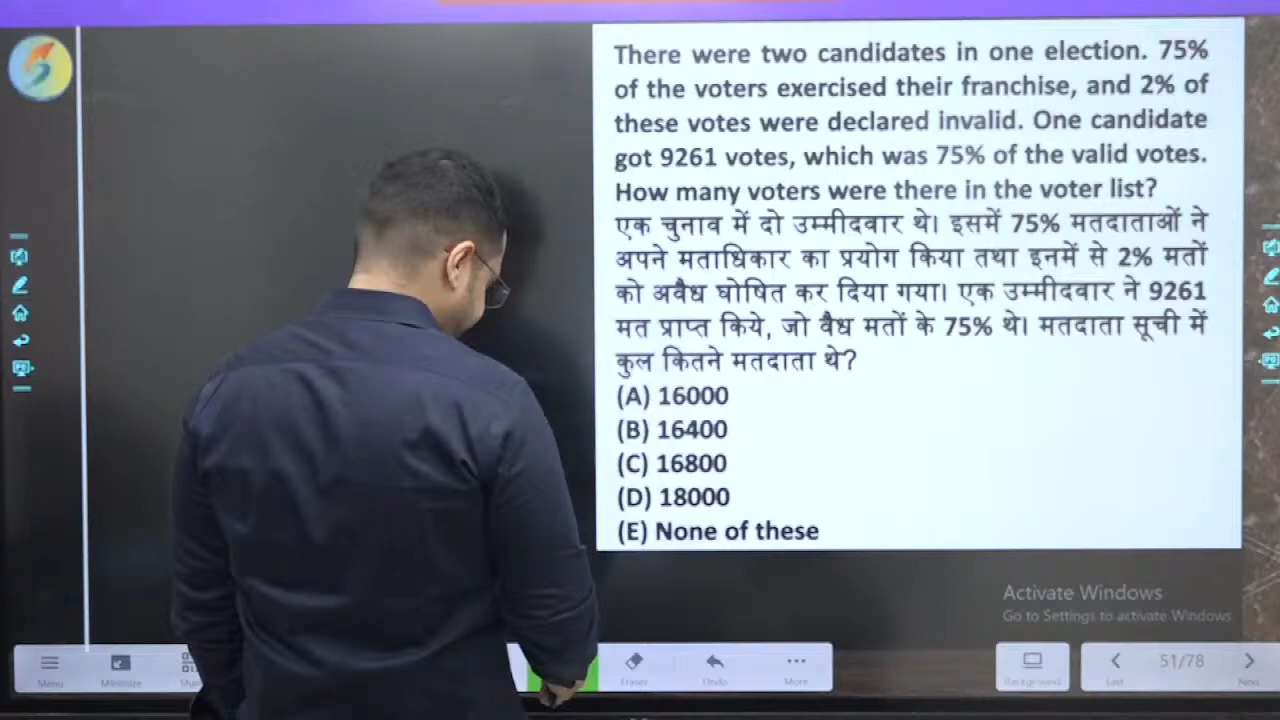 There were two candidates in one election. 75%
of the voters exercised their franchise, and 2% of
these votes were declared invalid. One candidate
got 9261 votes, which was 75% of the valid votes.
How many voters were there in the voter list?
एक चुनाव में दो उम्मीदवार थे। इसमें 75% मतदाताओं ने
अपने मताधिकार का प्रयोग किया तथा इनमें से 2% मतों
को अवैध घोषित कर दिया गया। एक उम्मीदवार ने 9261
मत प्राप्त किये, जो वैध मतों के 75% थे। मतदाता सूची में
कुल कितने मतदाता थे?
(A) 16000
(B) 16400
(C) 16800
(D) 18000
(E) None of these
Activate Windows
Go to Settings to activate Windows.
Menu Minimize Eraser Undo More Background Last 51/78 Next